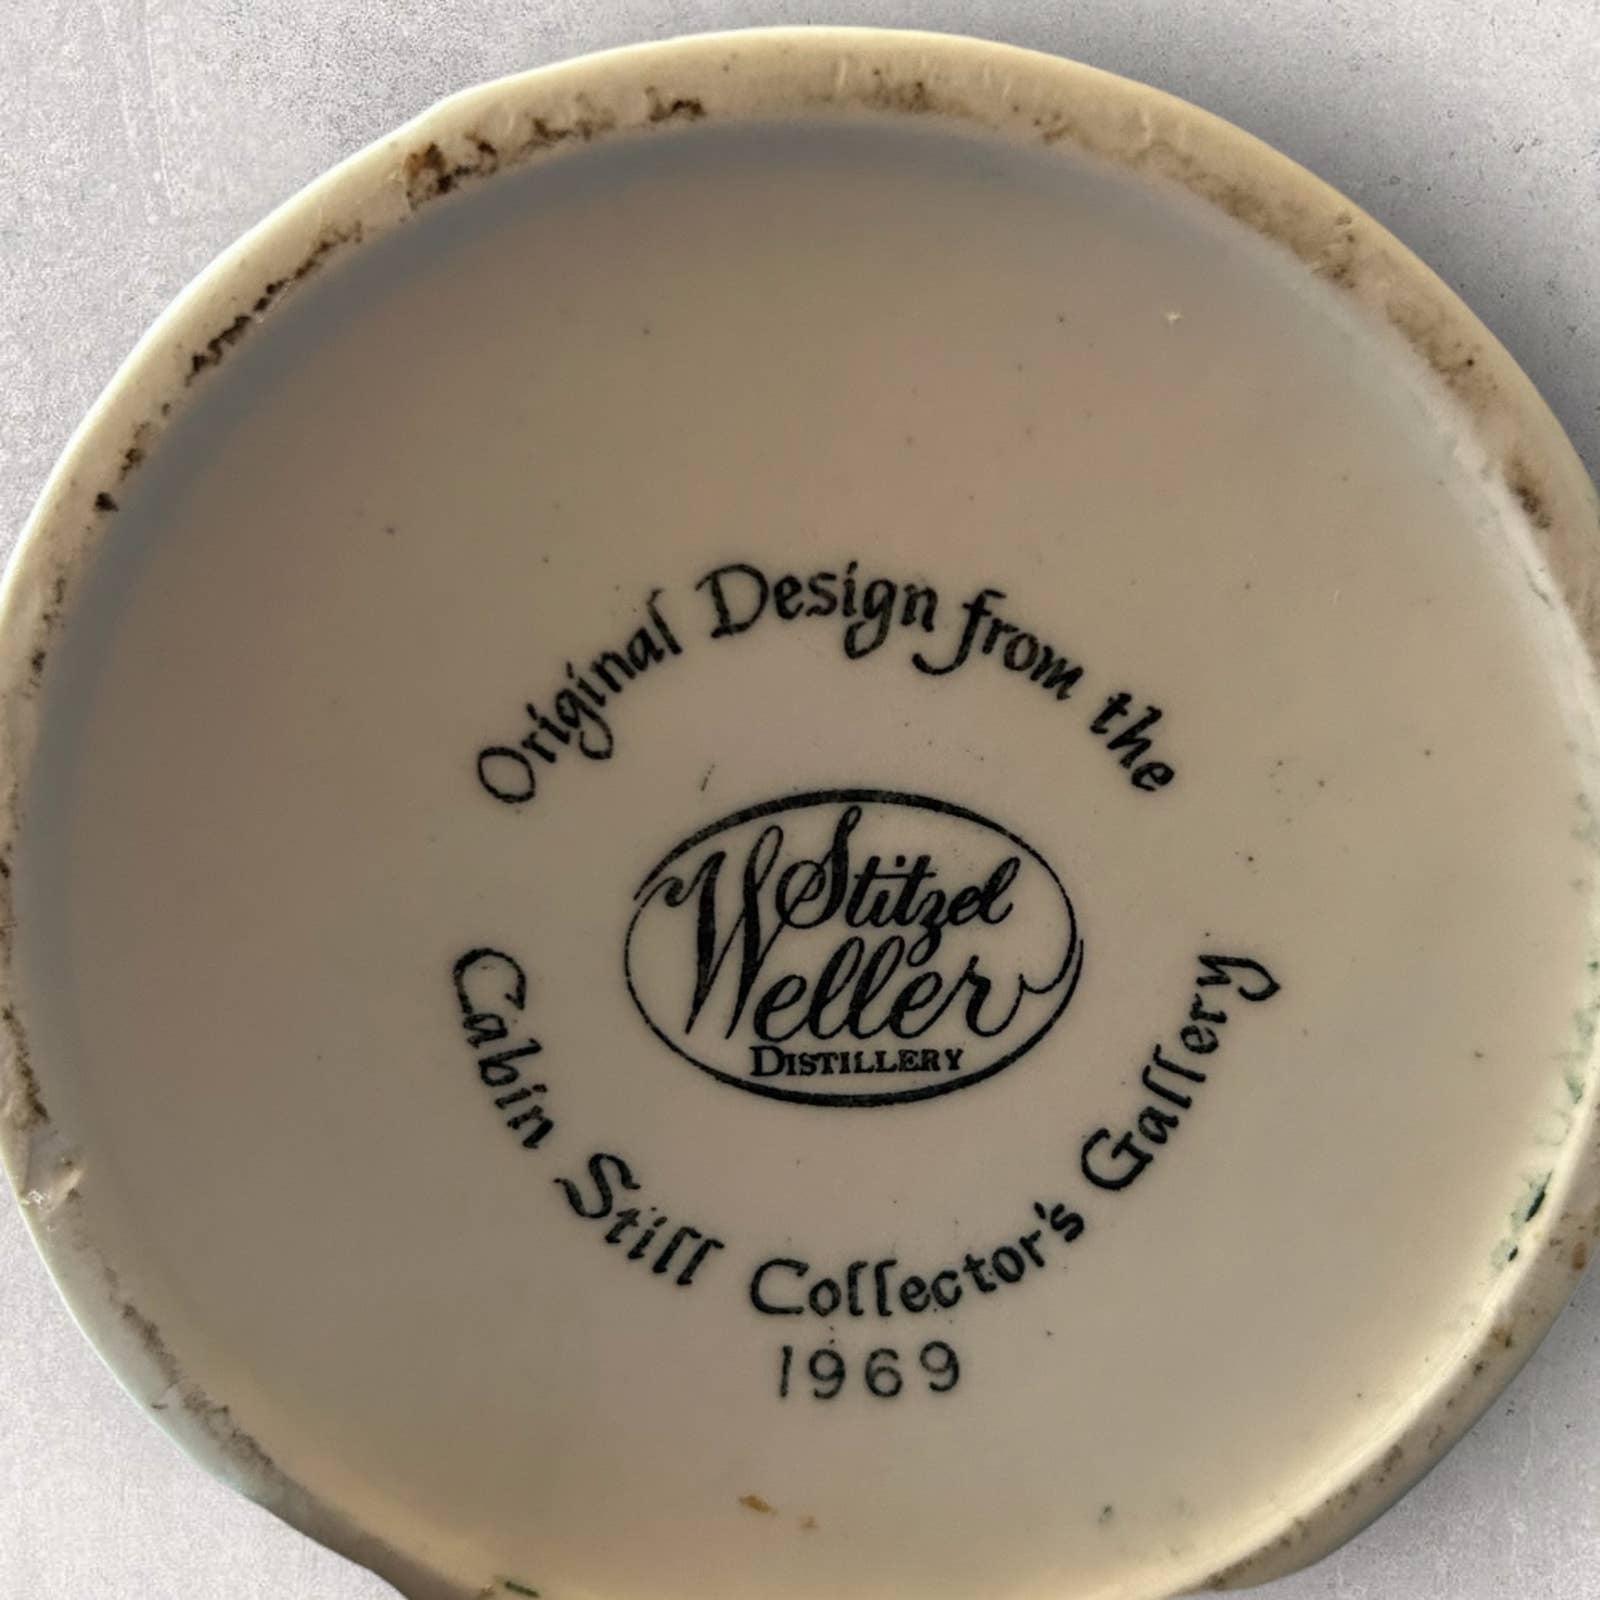 Original Design from the
Stitzel
Weller
DISTILLERY
Cabin Still Collector's Gallery
1969